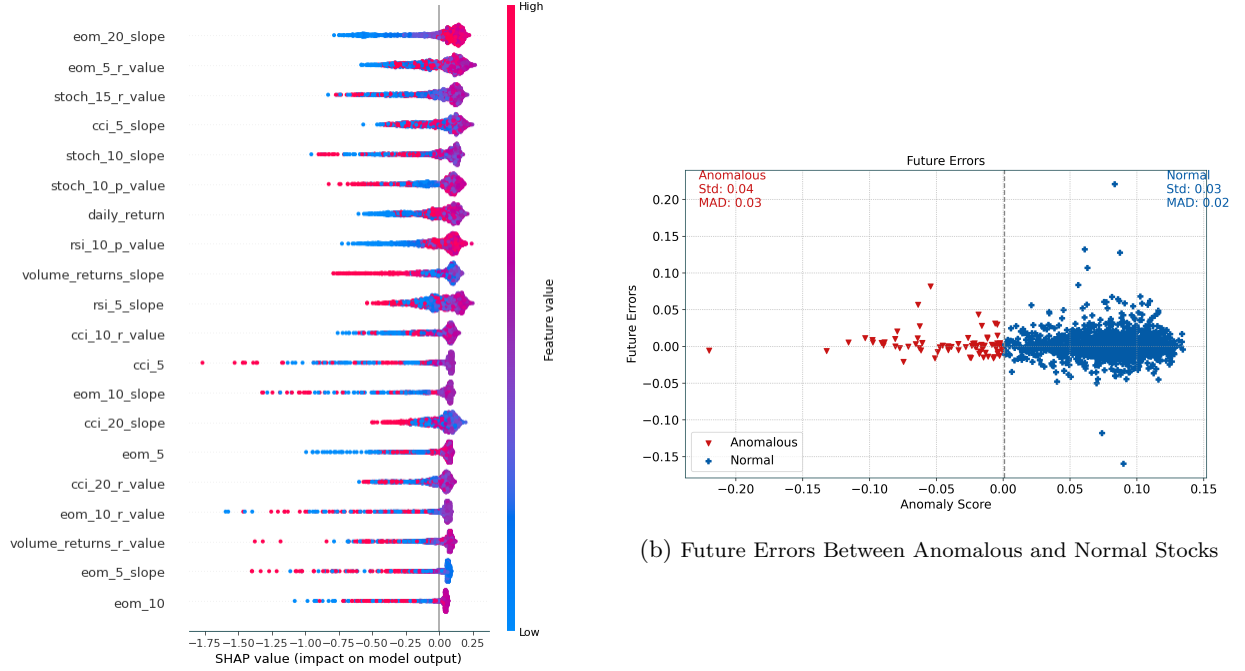 High
eom_20_slope
eom_5_r_value
stoch_15_r_value
cci_5_slope
stoch_10_slope
stoch_10_p_value
daily_return
rsi_10_p_value
volume_returns_slope
rsi_5_slope
cci_10_r_value
cci_5
eom_10_slope
cci_20_slope
eom_5
cci_20_r_value
eom_10_r_value
volume_returns_r_value
eom_5_slope
eom_10
Low
Feature value
−1.75 −1.50 −1.25 −1.00 −0.75 −0.50 −0.25 0.00 0.25
SHAP value (impact on model output)
Future Errors
Anomalous
Std: 0.04
MAD: 0.03
Normal
Std: 0.03
MAD: 0.02
Future Errors
0.20
0.15
0.10
0.05
0.00
−0.05
−0.10
−0.15
Anomalous
Normal
−0.20 −0.15 −0.10 −0.05 0.00 0.05 0.10 0.15
Anomaly Score
(b) Future Errors Between Anomalous and Normal Stocks